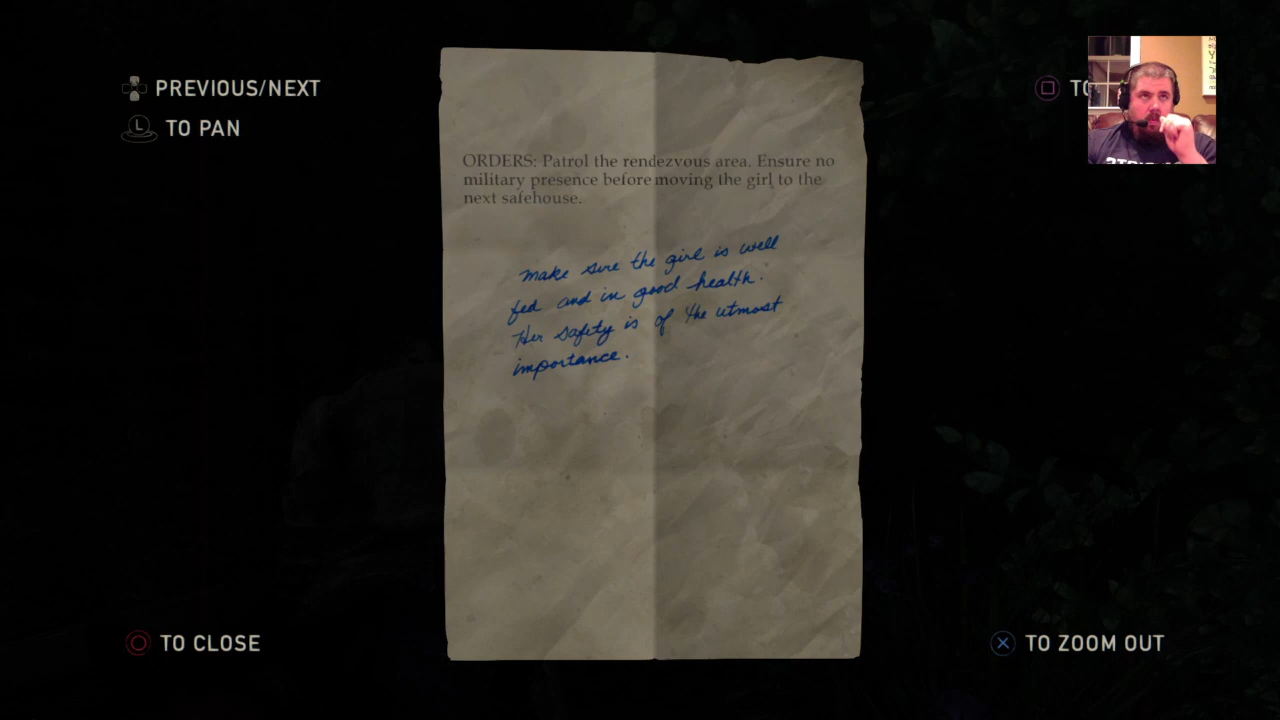 PREVIOUS/NEXT
L TO PAN
ORDERS: Patrol the rendezvous area. Ensure no
military presence before moving the girl to the
next safehouse.
Make sure the girl is well
fed and in good health.
Her safety is of the utmost
importance.
TO CLOSE
TO ZOOM OUT